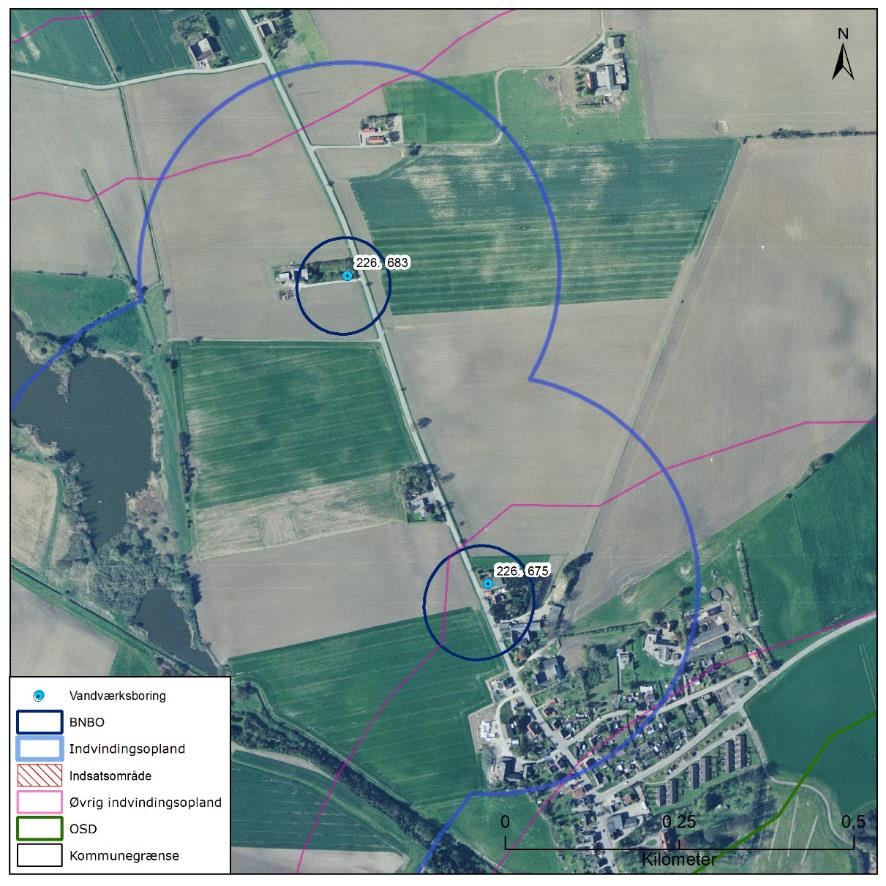 N
226. 683
226. 675
Vandværksboring
BNBO
Indvindingsopland
Indsatsområde
Øvrig indvindingsopland
OSD
Kommunegrænse
0 0,25 0,5
Kilometer